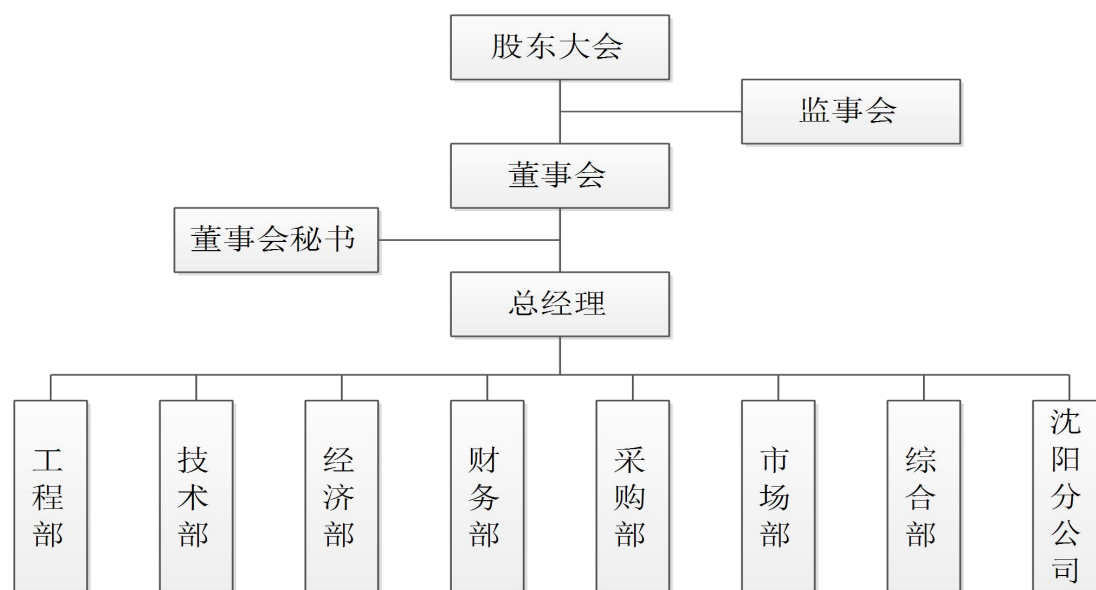 股东大会
监事会
董事会
董事会秘书
总经理
工程部
技术部
经济部
财务部
采购部
市场部
综合部
沈阳分公司